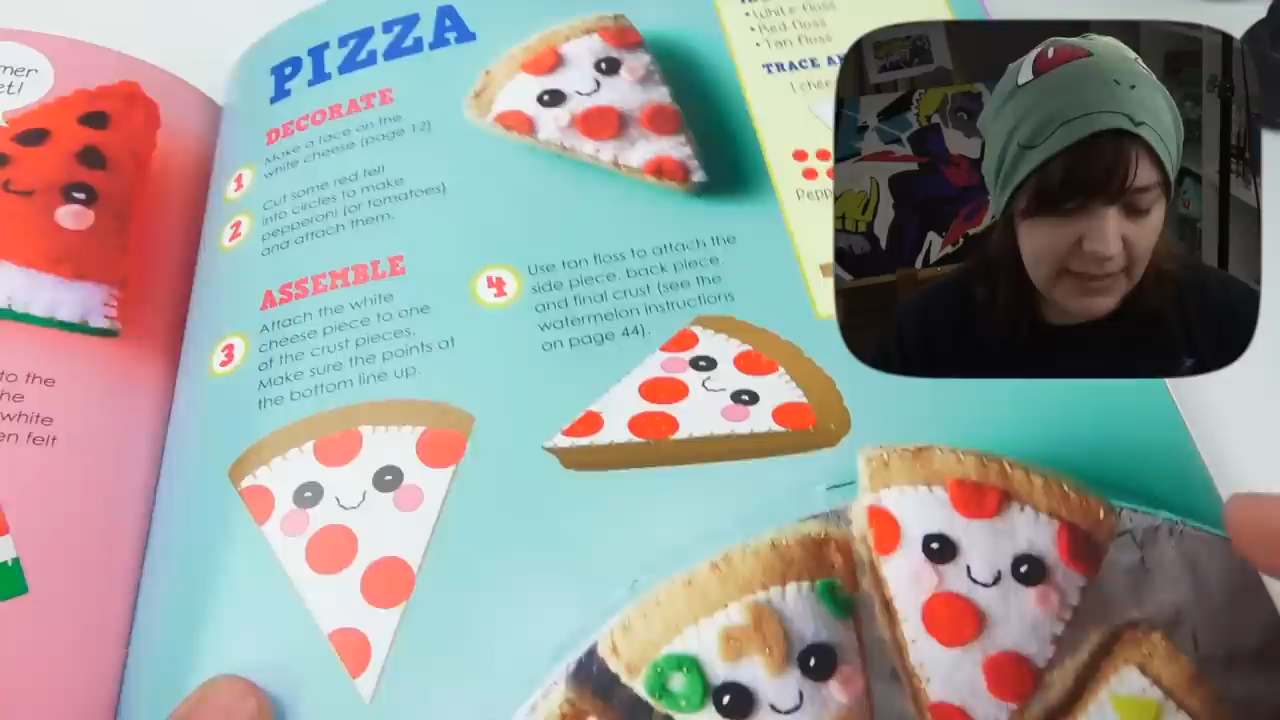 PIZZA
DECORATE
1
Make a face on the
white cheese (page 12)
2
Cut some red felt
into circles to make
pepperoni (or tomatoes)
and attach them.
ASSEMBLE
3
Attach the white
cheese piece to one
of the crust pieces.
Make sure the points at
the bottom line up.
4
Use tan floss to attach the
side piece, back piece,
and final crust (see the
watermelon instructions
on page 44).
• White floss
• Red floss
• Tan floss
TRACE
1
to the
white
felt